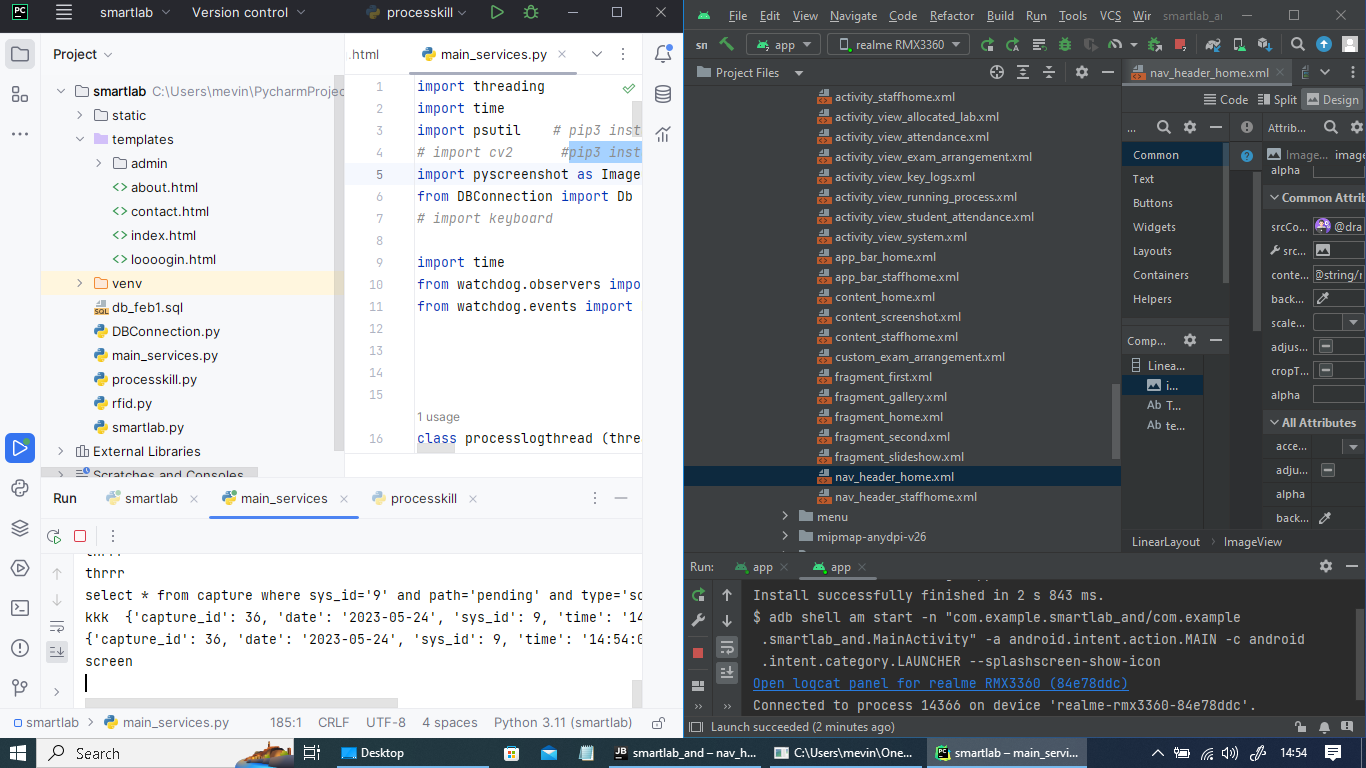 smartlab
Version control
processkill
Project
smartlab C:\Users\mevin\PycharmProjec
static
templates
admin
about.html
contact.html
index.html
loooogin.html
venv
db_feb1.sql
DBConnection.py
main_services.py
processkill.py
rfid.py
smartlab.py
External Libraries
Scratches and Consoles
.html
main_services.py
1 import threading
2 import time
3 import psutil # pip3 inst
4 # import cv2 #pip3 inst
5 import pyscreenshot as Image
6 from DBConnection import Db
7 # import keyboard
8
9 import time
10 from watchdog.observers impo
11 from watchdog.events import
12
13
14
15
1 usage
16 class processlogthread (thre
Run
smartlab
main_services
processkill
thrrr
select * from capture where sys_id='9' and path='pending' and type='sc
kkk {'capture_id': 36, 'date': '2023-05-24', 'sys_id': 9, 'time': '14
{'capture_id': 36, 'date': '2023-05-24', 'sys_id': 9, 'time': '14:54:0
screen
smartlab
main_services.py
185:1
CRLF
UTF-8
4 spaces
Python 3.11 (smartlab)
File Edit View Navigate Code Refactor Build Run Tools VCS Wir smartlab_an
sn
app
realme RMX3360
Project Files
nav_header_home.xml
Code
Split
Design
activity_staffhome.xml
activity_view_allocated_lab.xml
activity_view_attendance.xml
activity_view_exam_arrangement.xml
activity_view_key_logs.xml
activity_view_running_process.xml
activity_view_student_attendance.xml
activity_view_system.xml
app_bar_home.xml
app_bar_staffhome.xml
content_home.xml
content_screenshot.xml
content_staffhome.xml
custom_exam_arrangement.xml
fragment_first.xml
fragment_gallery.xml
fragment_home.xml
fragment_second.xml
fragment_slideshow.xml
nav_header_home.xml
nav_header_staffhome.xml
menu
mipmap-anydpi-v26
...
Common
Text
Buttons
Widgets
Layouts
Containers
Helpers
Comp...
Linea...
i...
Ab T...
Ab te...
Attrib...
Image... image
alpha
Common Attrib
srcCo... @dra
src...
conte... @string/r
back...
scale...
adjus...
cropT...
alpha
All Attributes
acce...
adju...
alpha
back...
LinearLayout
ImageView
Run:
app
app
Install successfully finished in 2 s 843 ms.
$ adb shell am start -n "com.example.smartlab_and/com.example
.smartlab_and.MainActivity" -a android.intent.action.MAIN -c android
.intent.category.LAUNCHER --splashscreen-show-icon
Open logcat panel for realme RMX3360 (84e78ddc)
Connected to process 14366 on device 'realme-rmx3360-84e78ddc'.
Launch succeeded (2 minutes ago)
Search
Desktop
smartlab_and – nav_h...
C:\Users\mevin\One...
smartlab – main_servi...
14:54